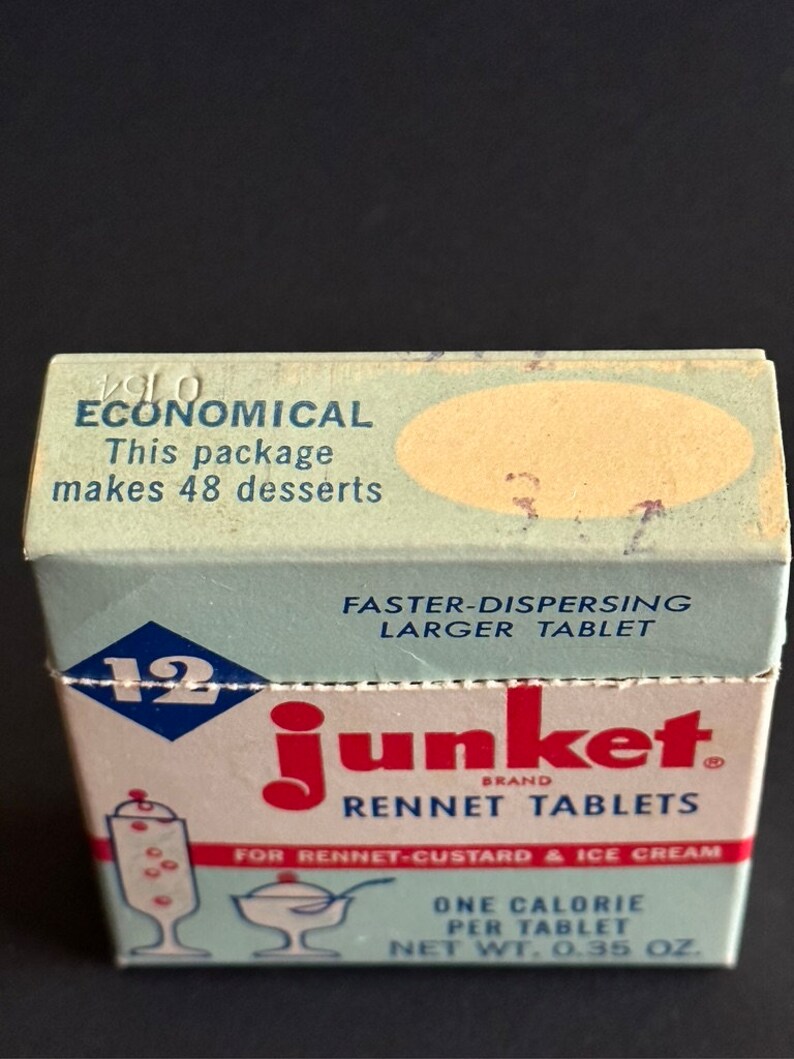 ECONOMICAL
This package
makes 48 desserts
FASTER-DISPERSING
LARGER TABLET
12
junket®
BRAND
RENNET TABLETS
FOR RENNET-CUSTARD & ICE CREAM
ONE CALORIE
PER TABLET
NET WT. 0.35 OZ.